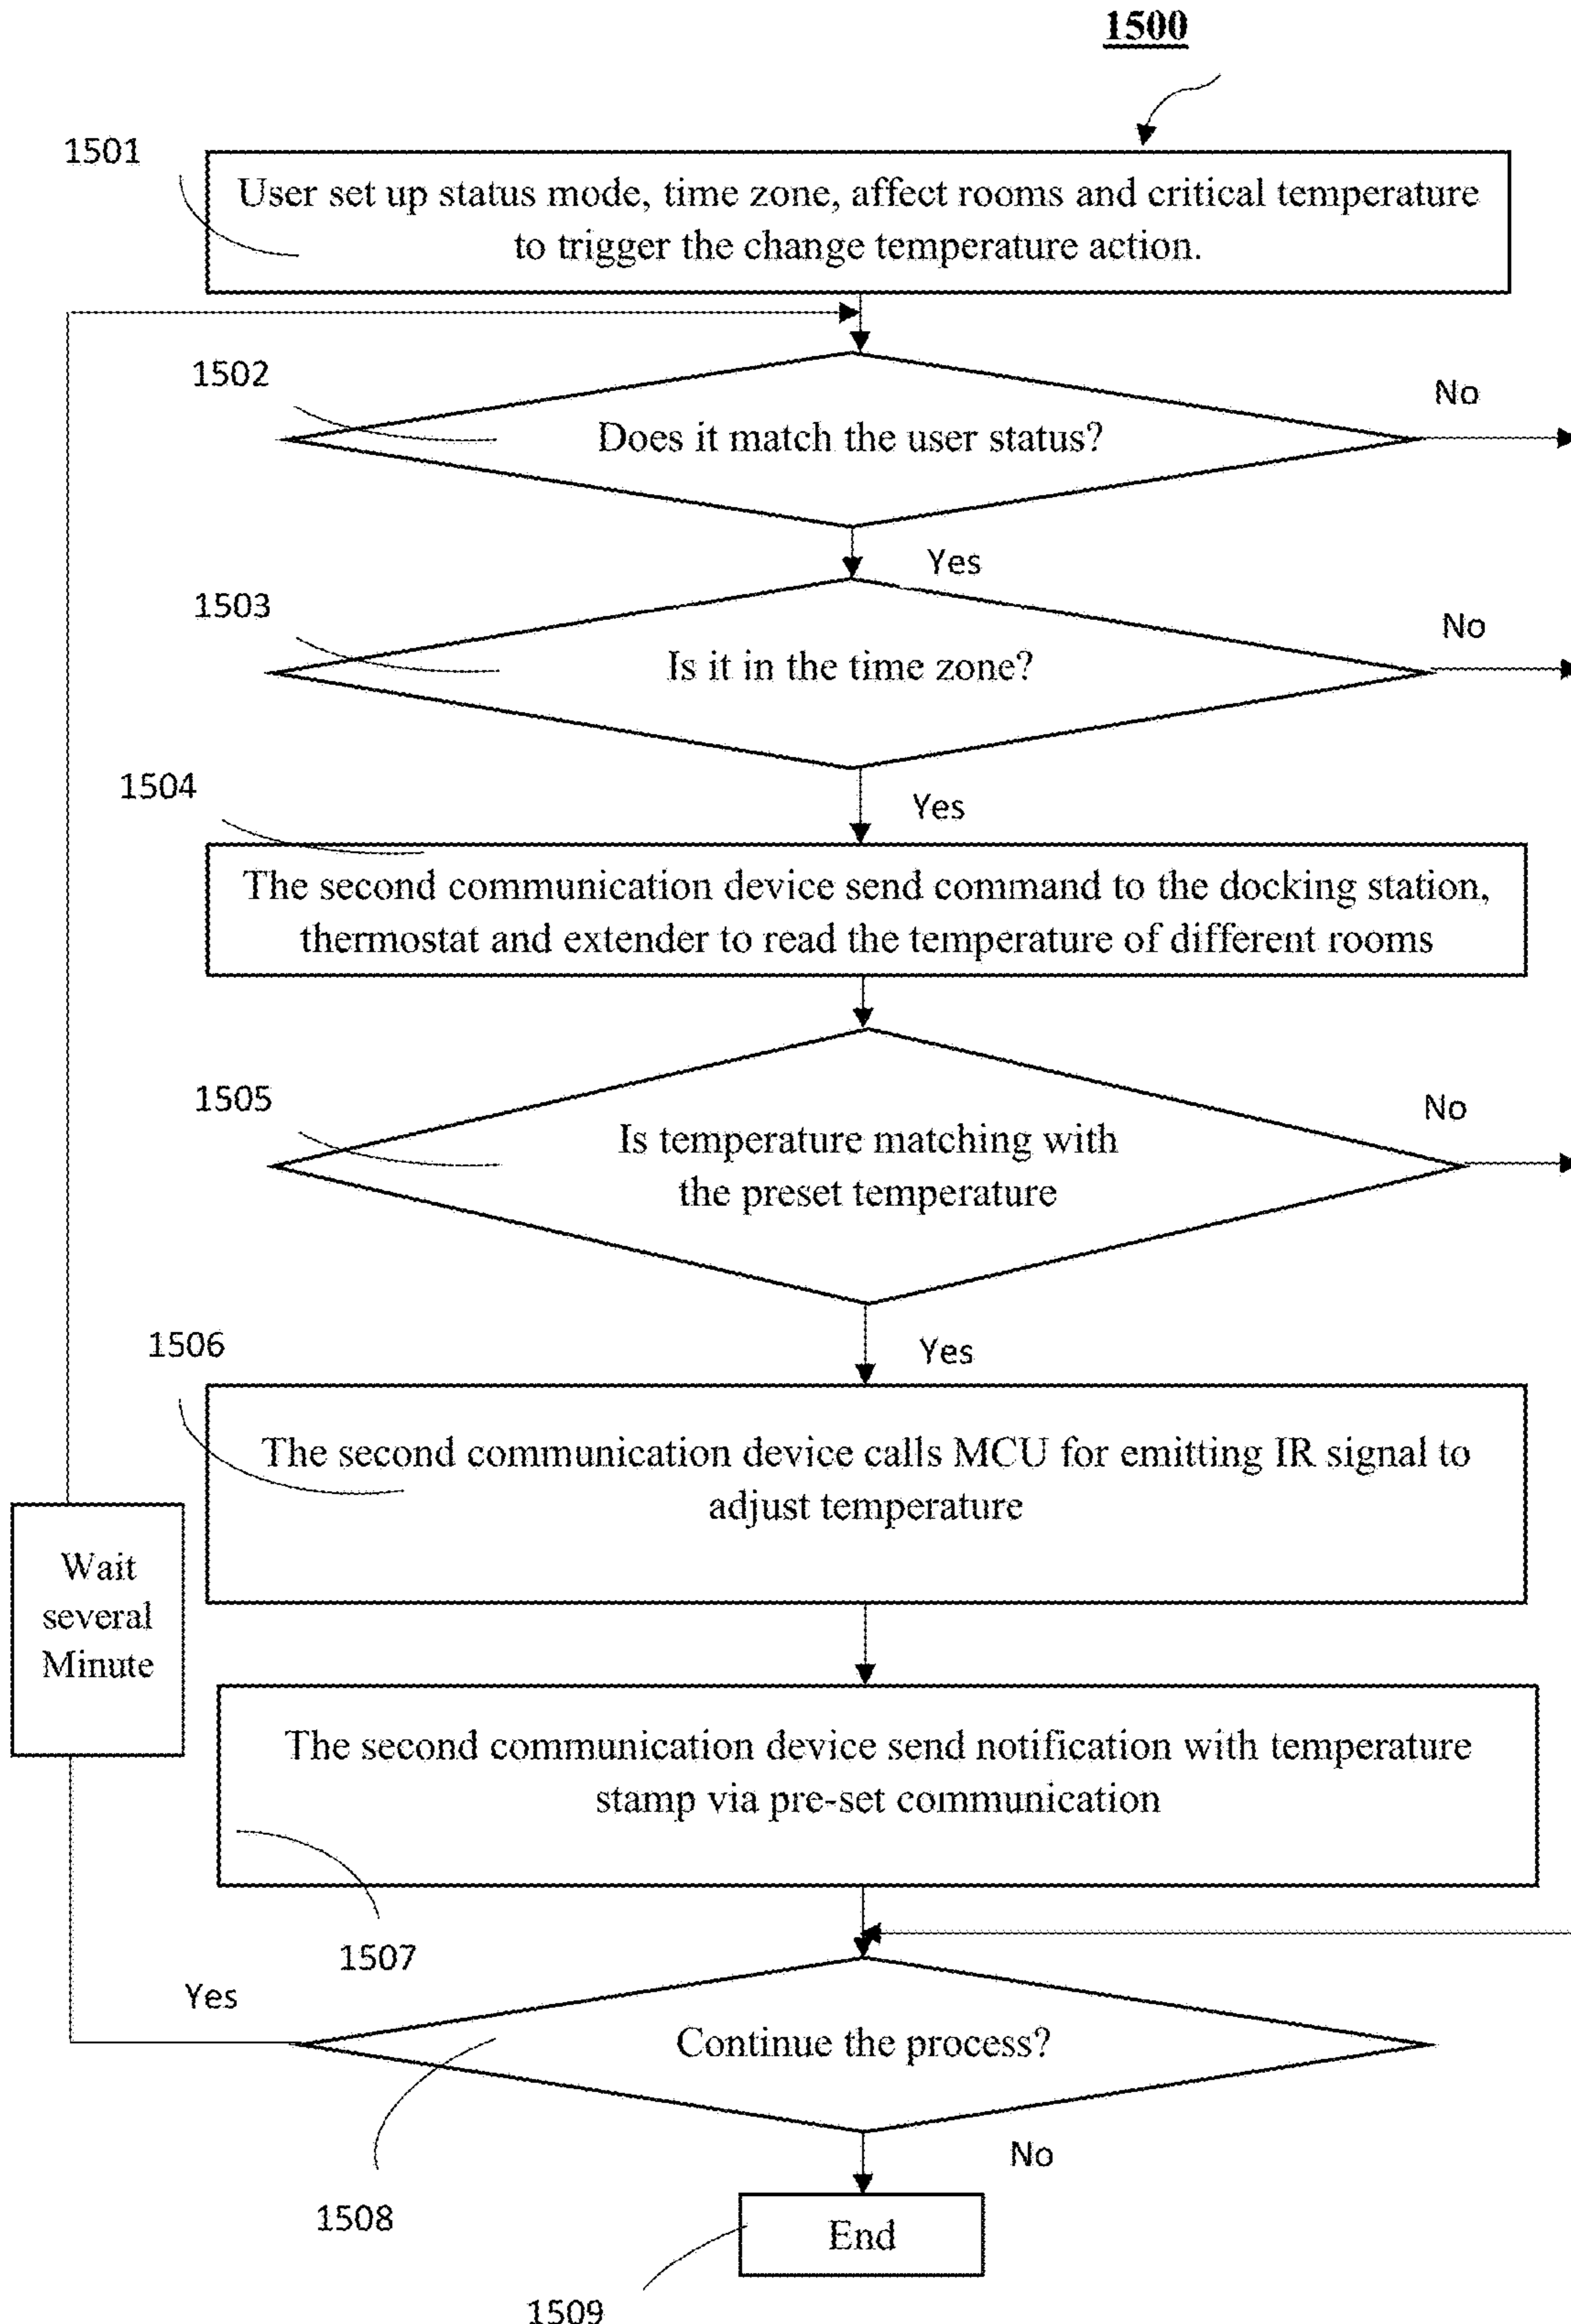 1500
1501
User set up status mode, time zone, affect rooms and critical temperature
to trigger the change temperature action.
1502
No
Does it match the user status?
Yes
1503
No
Is it in the time zone?
1504
Yes
The second communication device send command to the docking station,
thermostat and extender to read the temperature of different rooms
1505
No
Is temperature matching with
the preset temperature
1506
Yes
The second communication device calls MCU for emitting IR signal to
adjust temperature
Wait
several
Minute
The second communication device send notification with temperature
stamp via pre-set communication
1507
Yes
Continue the process?
No
1508
End
1509